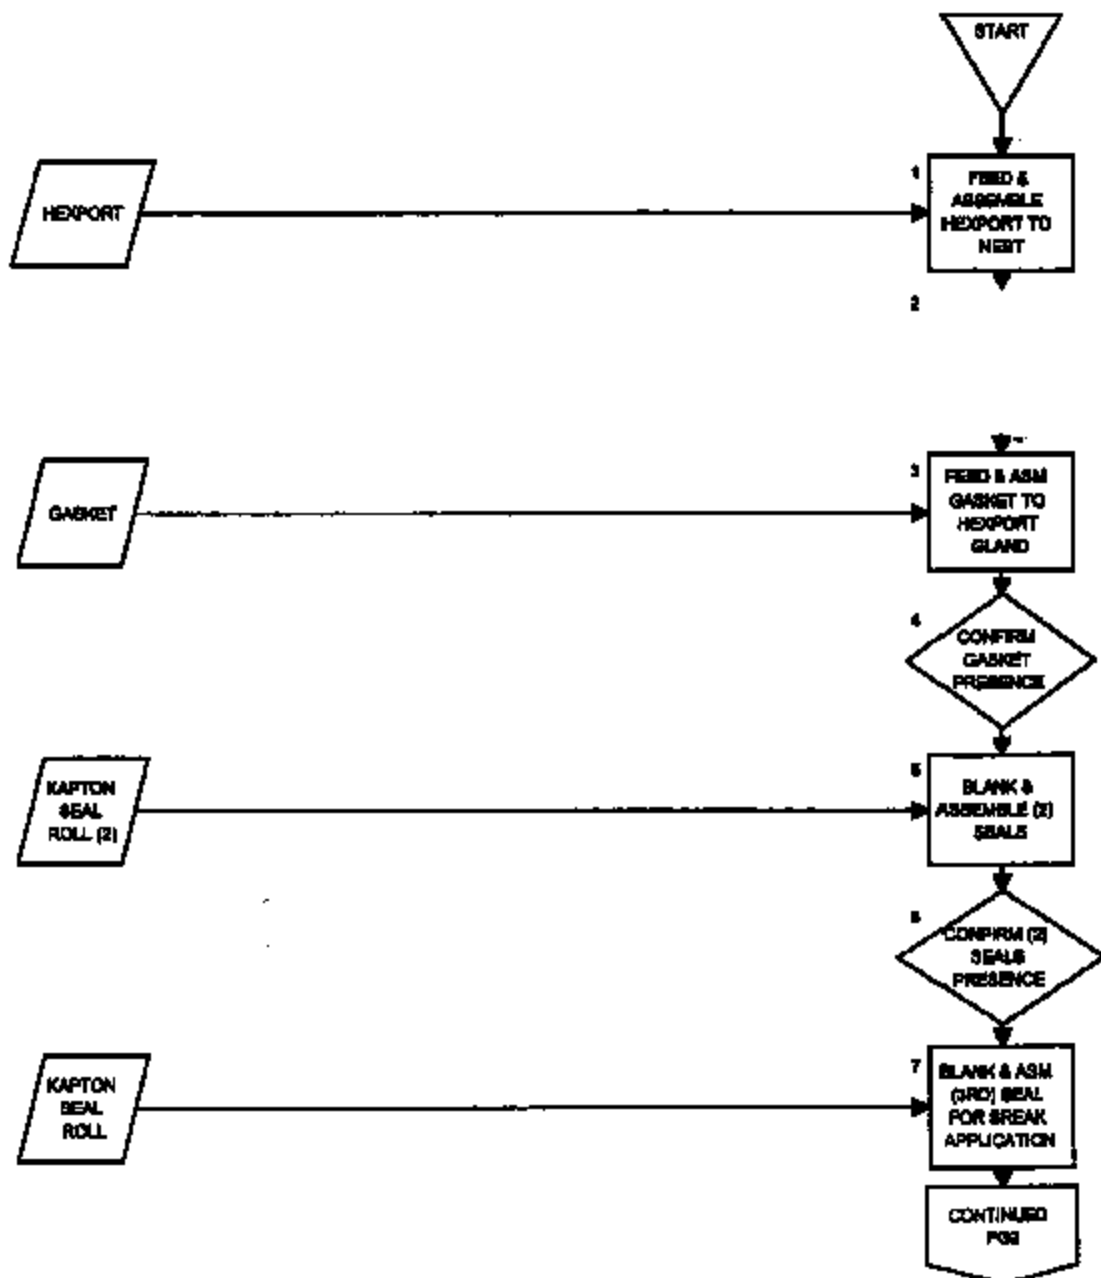 START
1
FEED &
ASSEMBLE
HEXPORT TO
NEST
HEXPORT
2
3
FEED & ASM
GASKET TO
HEXPORT
GLAND
GASKET
4
CONFIRM
GASKET
PRESENCE
KAPTON
SEAL
ROLL (2)
5
BLANK &
ASSEMBLE (2)
SEALS
6
CONFIRM (2)
SEALS
PRESENCE
KAPTON
SEAL
ROLL
7
BLANK & ASM
(3RD) SEAL
FOR BREAK
APPLICATION
CONTINUED
PG2